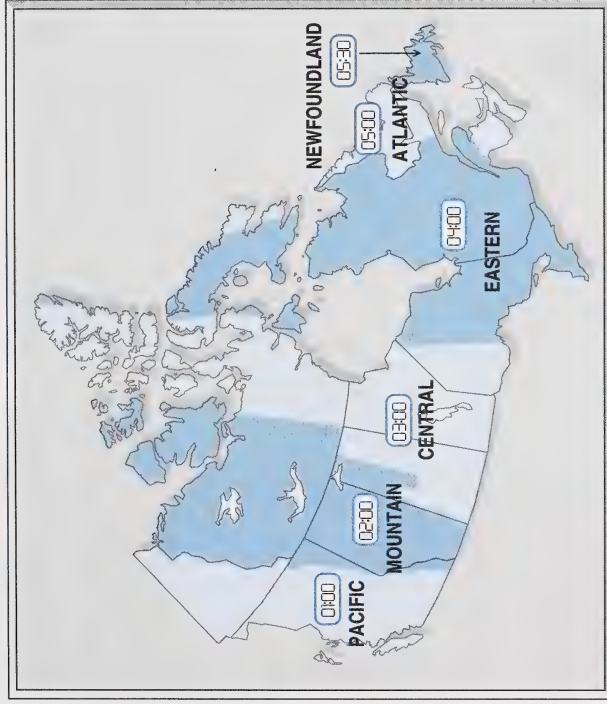 NEWFOUNDLAND
05:30
05:00
ATLANTIC
04:00
EASTERN
03:00
CENTRAL
02:00
MOUNTAIN
01:00
PACIFIC